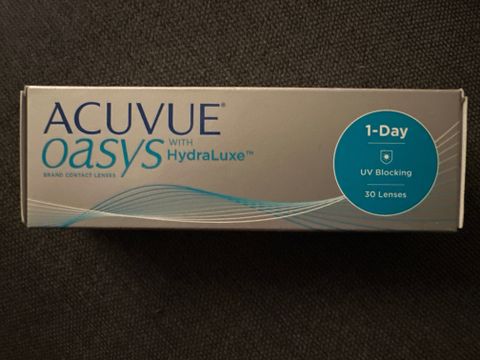 ACUVUE®
oasys WITH HydraLuxe™
BRAND CONTACT LENSES
1-Day
UV Blocking
30 Lenses